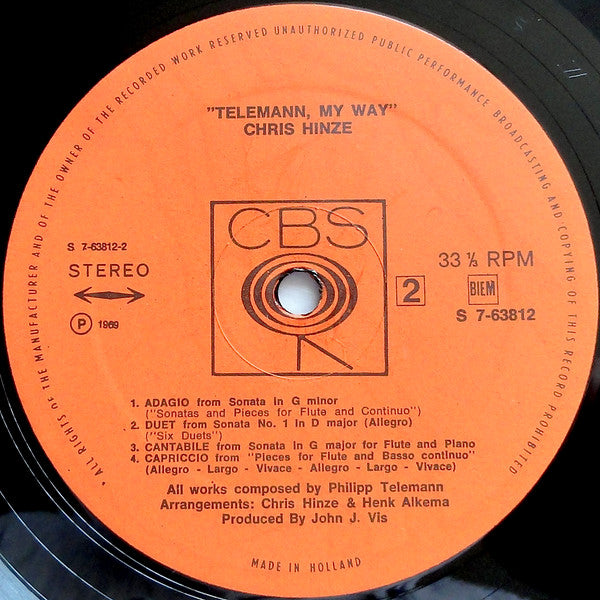 • ALL RIGHTS OF THE MANUFACTURER AND OF THE OWNER OF THE RECORDED WORK RESERVED UNAUTHORIZED PUBLIC PERFORMANCE BROADCASTING AND COPYING OF THIS RECORD PROHIBITED
"TELEMANN, MY WAY"
CHRIS HINZE
CBS
S 7-63812-2
STEREO
Ⓟ 1969
33 ⅓ RPM
2
BIEM
S 7-63812
1. ADAGIO from Sonata in G minor
("Sonatas and Pieces for Flute and Continuo")
2. DUET from Sonata No. 1 in D major (Allegro)
("Six Duets")
3. CANTABILE from Sonata in G major for Flute and Piano
4. CAPRICCIO from "Pieces for Flute and Basso continuo"
(Allegro - Largo - Vivace - Allegro - Largo - Vivace)
All works composed by Philipp Telemann
Arrangements: Chris Hinze & Henk Alkema
Produced By John J. Vis
MADE IN HOLLAND